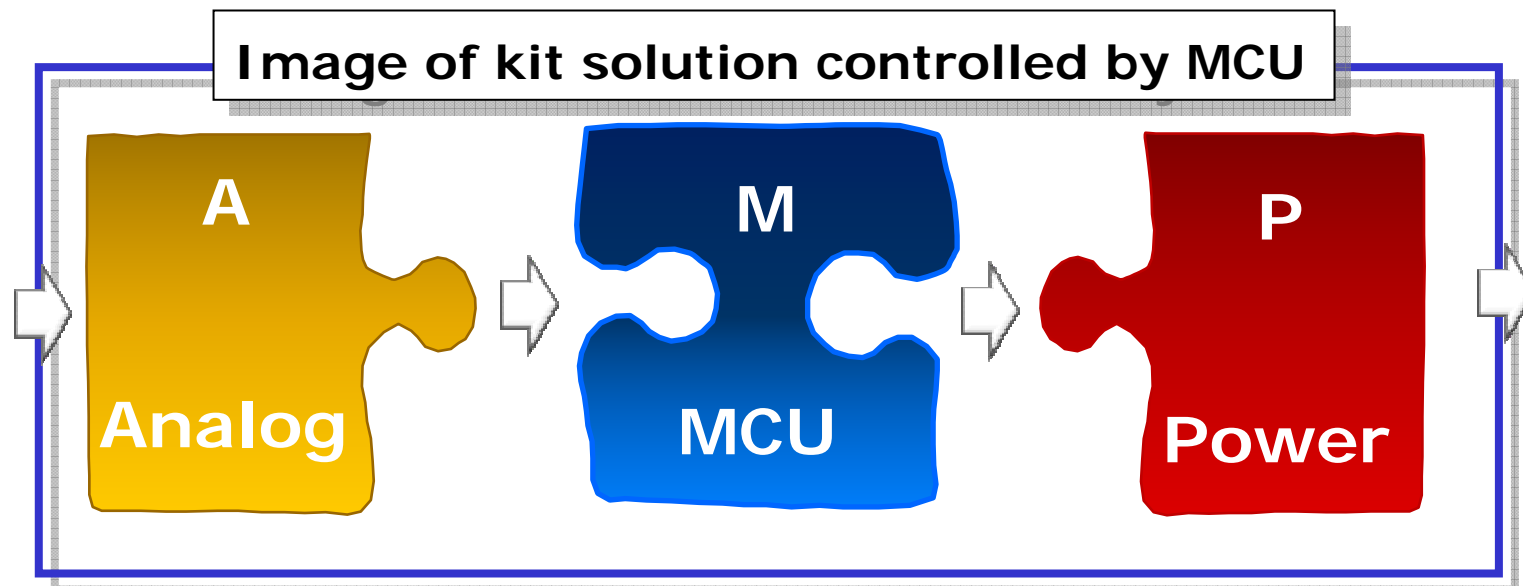 Image of kit solution controlled by MCU
A
M
P
Analog
MCU
Power